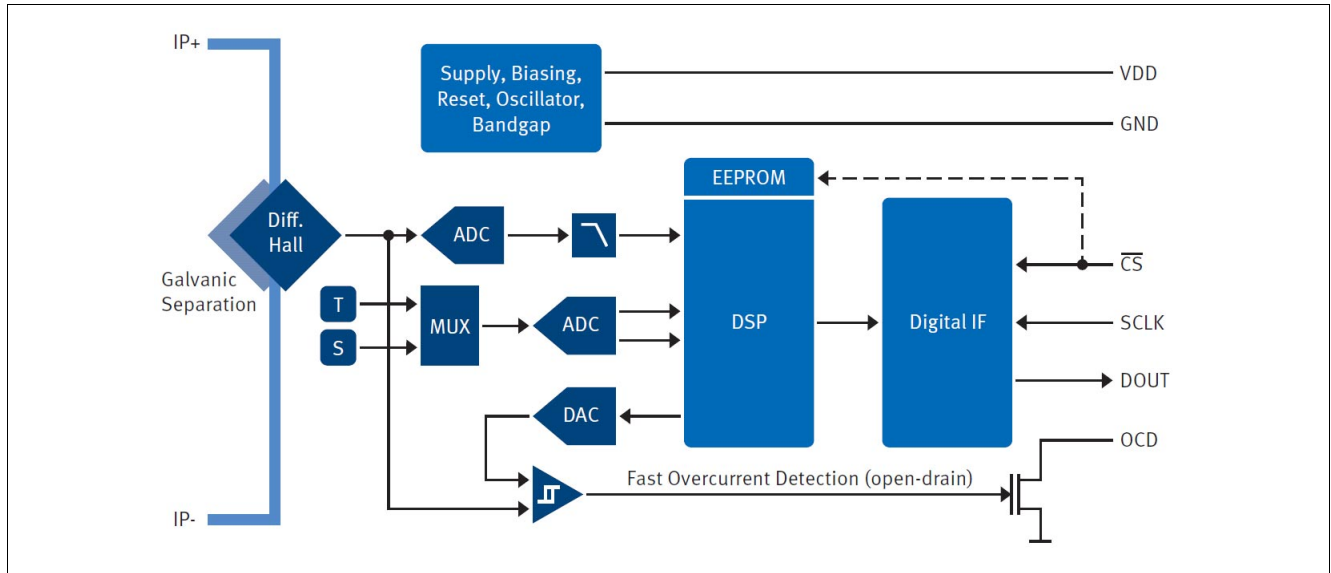 IP+
Supply, Biasing,
Reset, Oscillator,
Bandgap
VDD
GND
EEPROM
Diff.
Hall
ADC
Galvanic
Separation
CS
T
MUX
ADC
DSP
Digital IF
SCLK
S
DOUT
DAC
OCD
Fast Overcurrent Detection (open-drain)
IP-